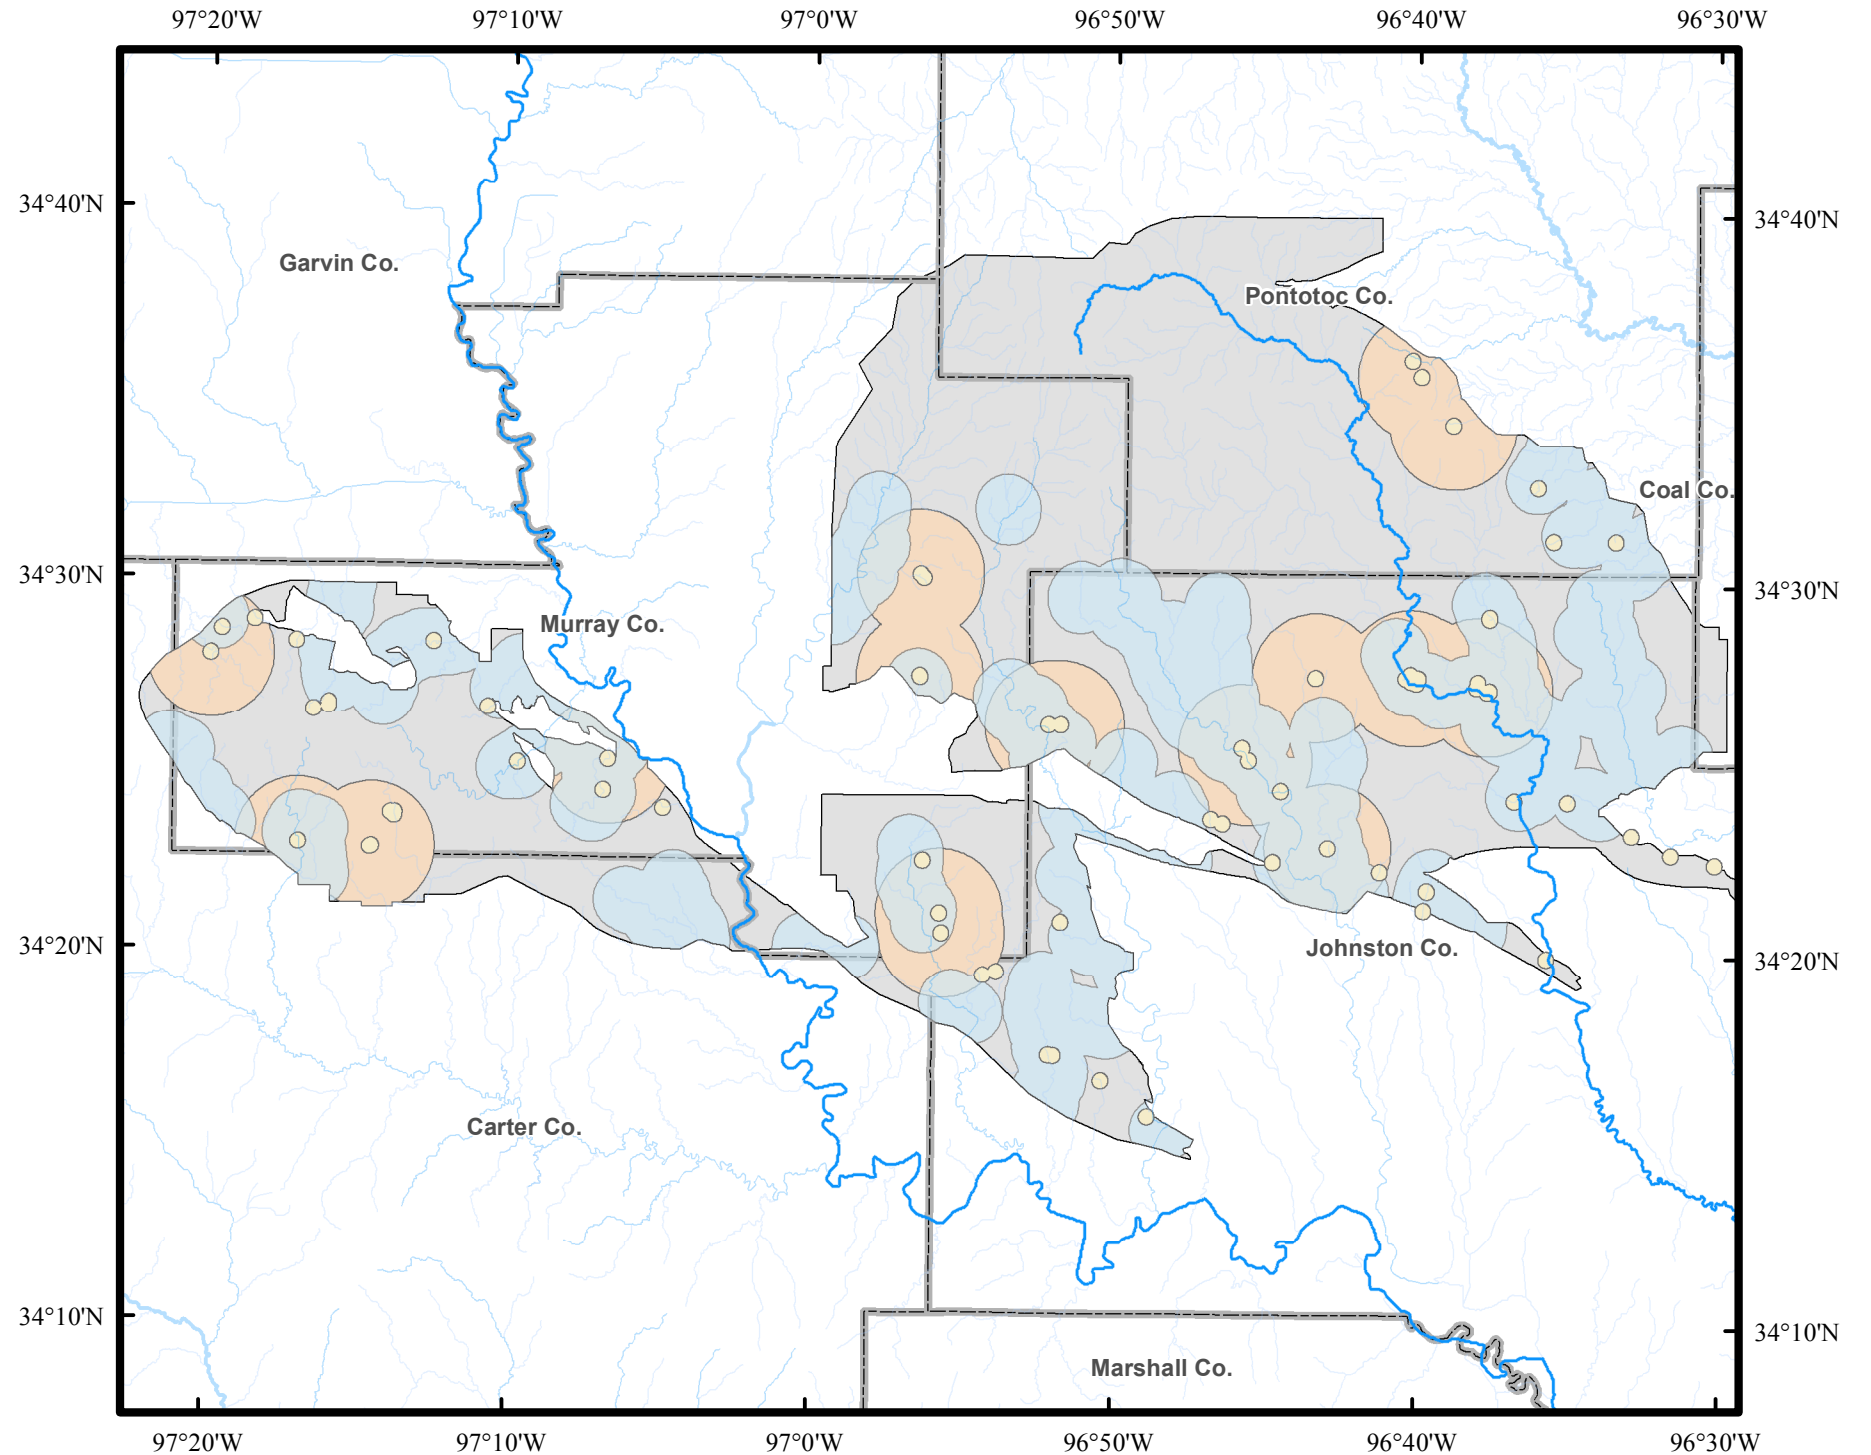 97°20'W 97°10'W 97°0'W 96°50'W 96°40'W 96°30'W
34°40'N 34°40'N
Garvin Co.
Pontotoc Co.
Coal Co.
34°30'N 34°30'N
Murray Co.
34°20'N Johnston Co. 34°20'N
Carter Co.
34°10'N 34°10'N
Marshall Co.
97°20'W 97°10'W 97°0'W 96°50'W 96°40'W 96°30'W